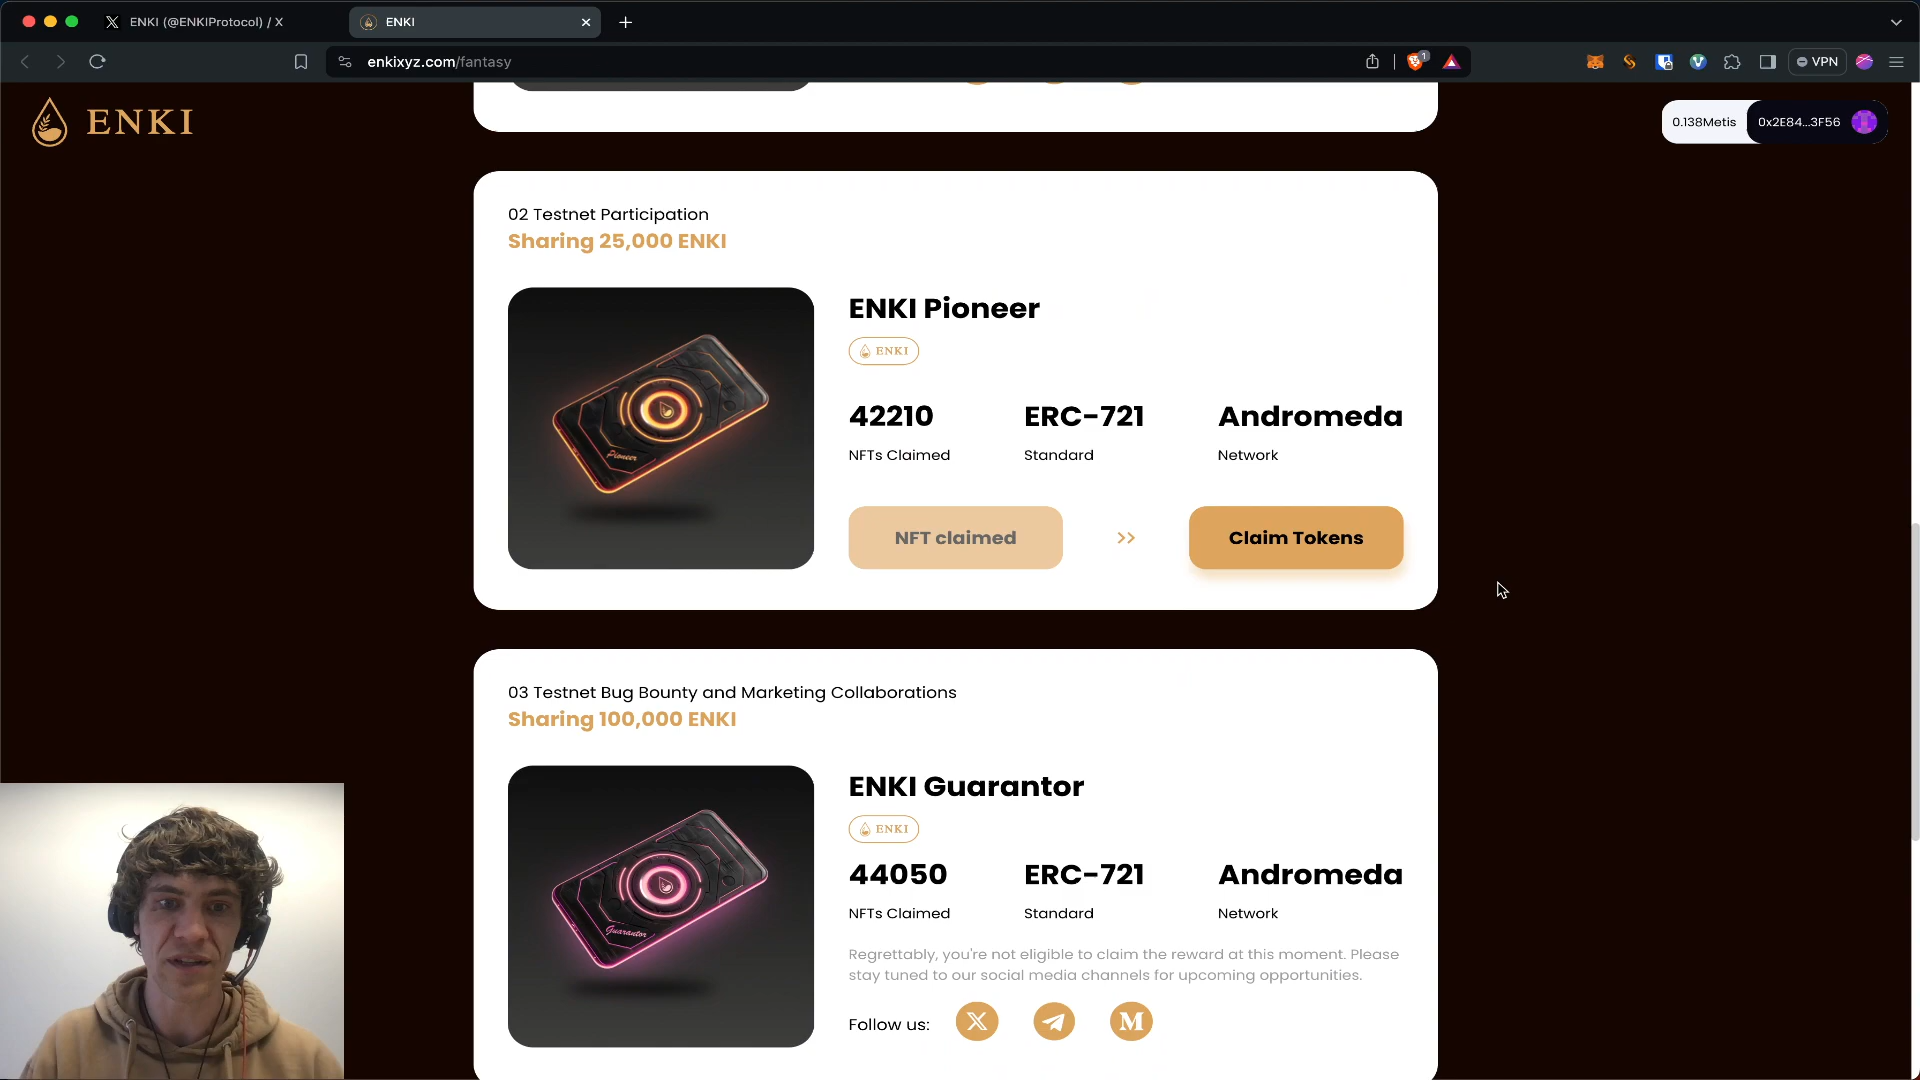 ENKI (@ENKIProtocol) / X
ENKI
enkixyz.com/fantasy
1
VPN
ENKI
0.138Metis
0x2E84...3F56
02 Testnet Participation
Sharing 25,000 ENKI
Pioneer
ENKI Pioneer
ENKI
42210
ERC-721
Andromeda
NFTs Claimed
Standard
Network
NFT claimed
>>
Claim Tokens
03 Testnet Bug Bounty and Marketing Collaborations
Sharing 100,000 ENKI
Guarantor
ENKI Guarantor
ENKI
44050
ERC-721
Andromeda
NFTs Claimed
Standard
Network
Regrettably, you're not eligible to claim the reward at this moment. Please
stay tuned to our social media channels for upcoming opportunities.
Follow us: